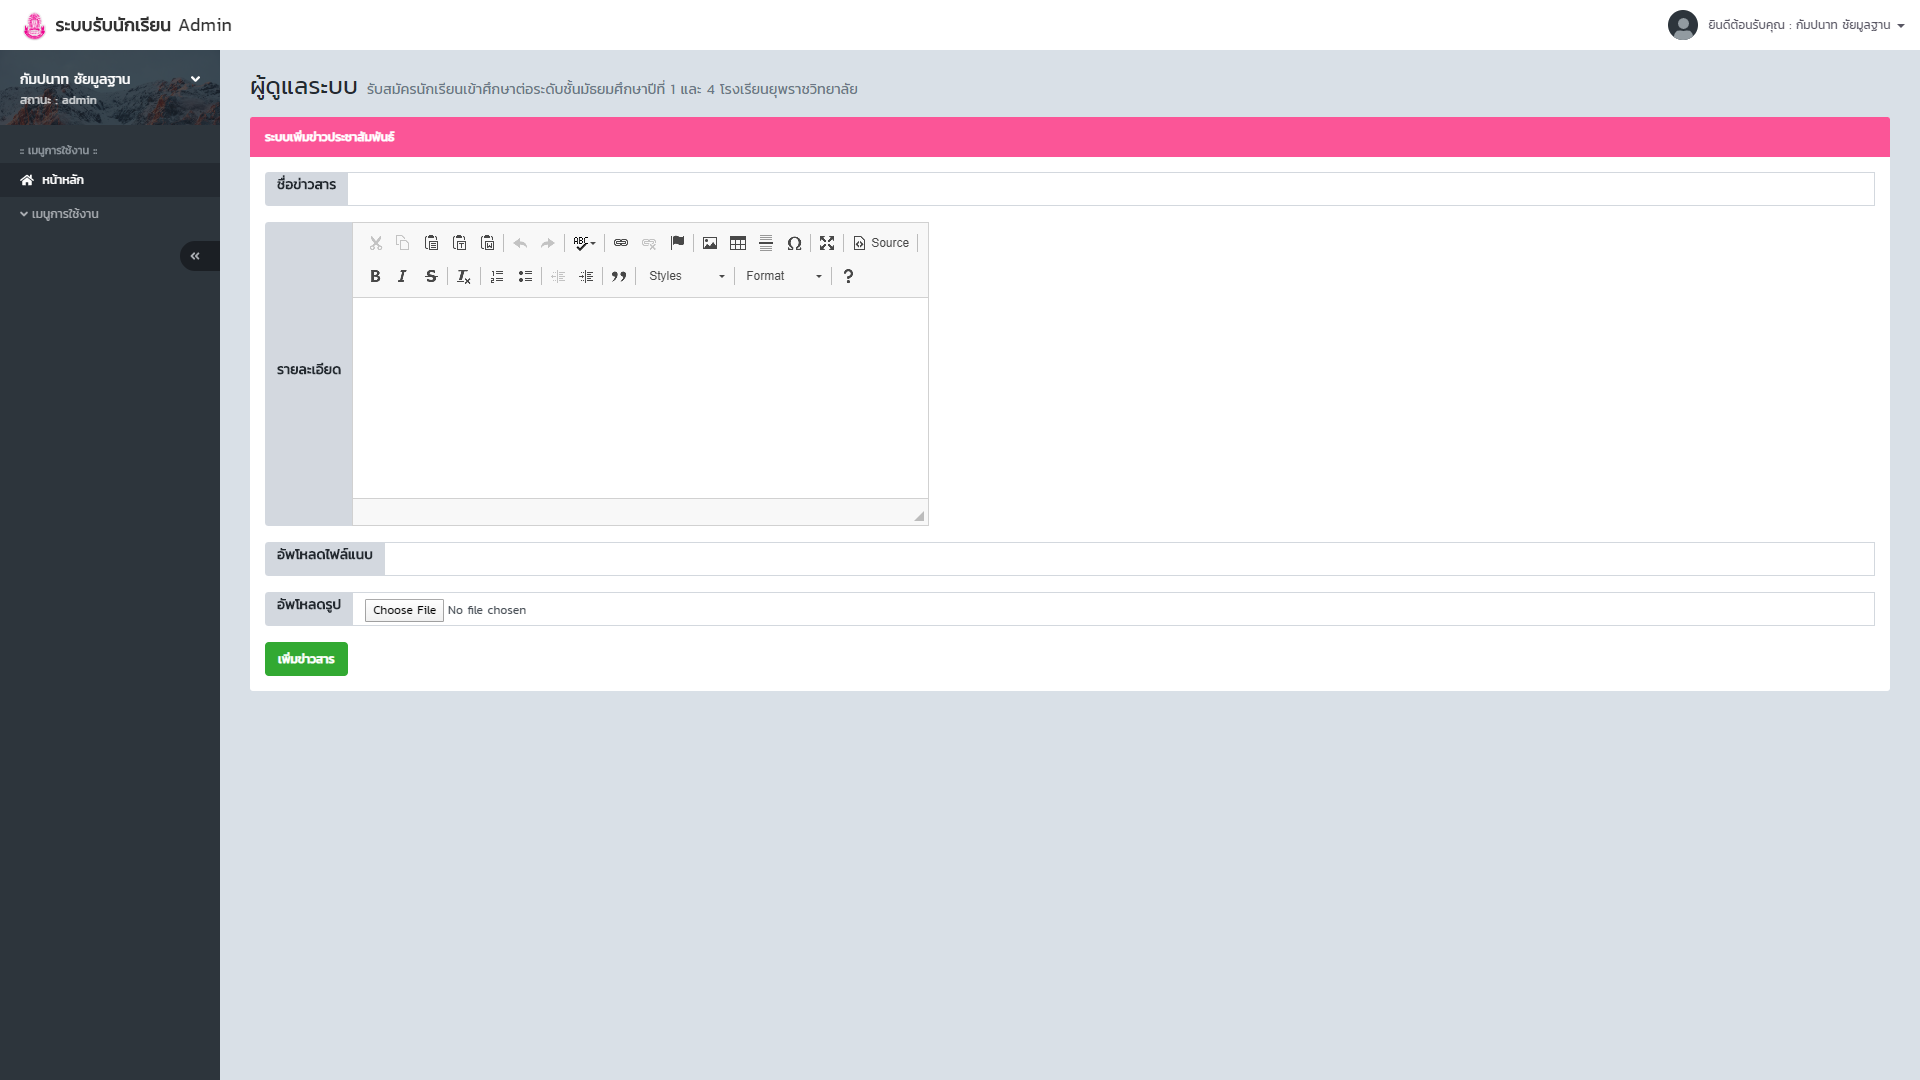 ระบบรับนักเรียน Admin
ยินดีต้อนรับคุณ : กัมปนาท ชัยมูลฐาน
กัมปนาท ชัยมูลฐาน
สถานะ : admin
:: เมนูการใช้งาน ::
หน้าหลัก
เมนูการใช้งาน
ผู้ดูแลระบบ รับสมัครนักเรียนเข้าศึกษาต่อระดับชั้นมัธยมศึกษาปีที่ 1 และ 4 โรงเรียนยุพราชวิทยาลัย
ระบบเพิ่มข่าวประชาสัมพันธ์
ชื่อข่าวสาร
รายละเอียด
ABC
Source
B I S Tx
Styles
Format
?
อัพโหลดไฟล์แนบ
อัพโหลดรูป
Choose File No file chosen
เพิ่มข่าวสาร